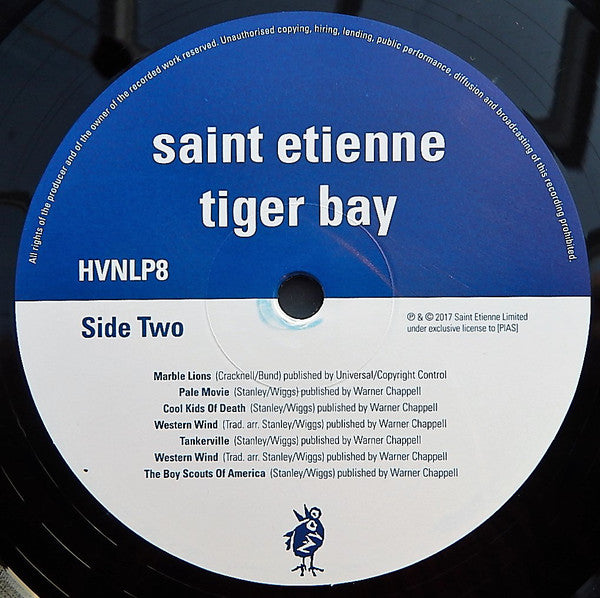 All rights of the producer and of the owner of the recorded work reserved. Unauthorised copying, hiring, lending, public performance, diffusion and broadcasting of this recording prohibited.
saint etienne
tiger bay
HVNLP8
Side Two
℗ & © 2017 Saint Etienne Limited
under exclusive license to [PIAS]
Marble Lions (Cracknell/Bund) published by Universal/Copyright Control
Pale Movie (Stanley/Wiggs) published by Warner Chappell
Cool Kids Of Death (Stanley/Wiggs) published by Warner Chappell
Western Wind (Trad. arr. Stanley/Wiggs) published by Warner Chappell
Tankerville (Stanley/Wiggs) published by Warner Chappell
Western Wind (Trad. arr. Stanley/Wiggs) published by Warner Chappell
The Boy Scouts Of America (Stanley/Wiggs) published by Warner Chappell